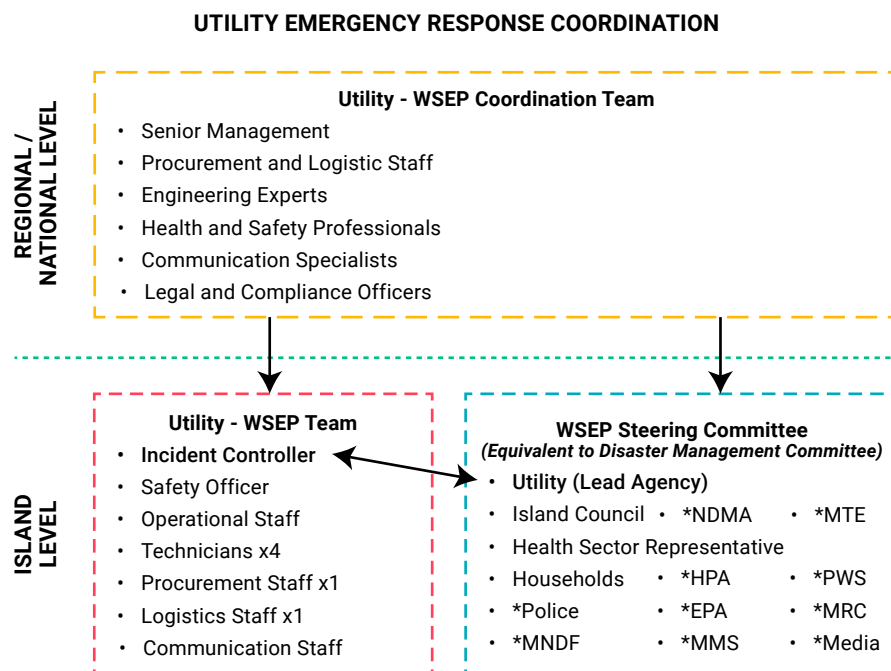 UTILITY EMERGENCY RESPONSE COORDINATION
REGIONAL /
NATIONAL LEVEL
Utility - WSEP Coordination Team
• Senior Management
• Procurement and Logistic Staff
• Engineering Experts
• Health and Safety Professionals
• Communication Specialists
• Legal and Compliance Officers
ISLAND
LEVEL
Utility - WSEP Team
• Incident Controller
• Safety Officer
• Operational Staff
• Technicians x4
• Procurement Staff x1
• Logistics Staff x1
• Communication Staff
WSEP Steering Committee
(Equivalent to Disaster Management Committee)
• Utility (Lead Agency)
• Island Council • *NDMA • *MTE
• Health Sector Representative
• Households • *HPA • *PWS
• *Police • *EPA • *MRC
• *MNDF • *MMS • *Media